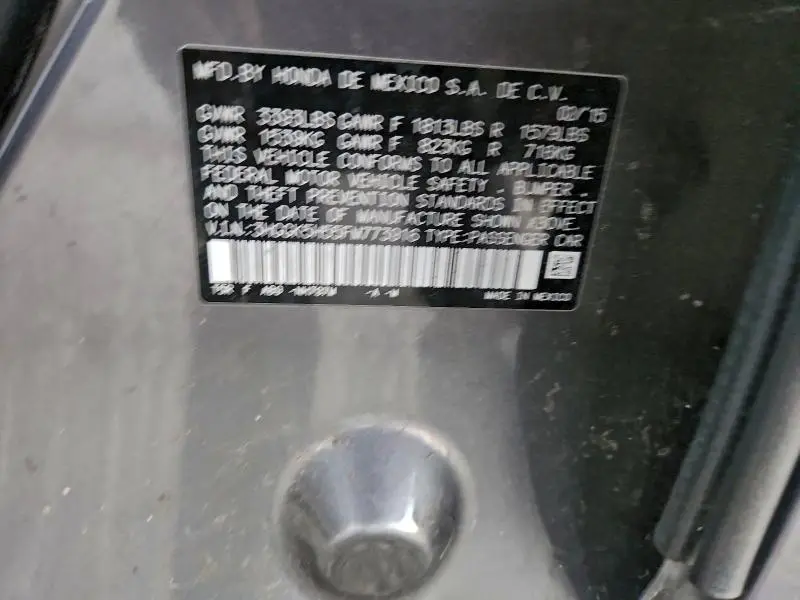 MFD. BY HONDA DE MEXICO S.A. DE C.V.
02/15
GVWR 3393LBS GAWR F 1813LBS R 1579LBS
GVWR 1539KG GAWR F 823KG R 716KG
THIS VEHICLE CONFORMS TO ALL APPLICABLE
FEDERAL MOTOR VEHICLE SAFETY, BUMPER,
AND THEFT PREVENTION STANDARDS IN EFFECT
ON THE DATE OF MANUFACTURE SHOWN ABOVE.
V.I.N.: TYPE:PASSENGER CAR
MADE IN MEXICO